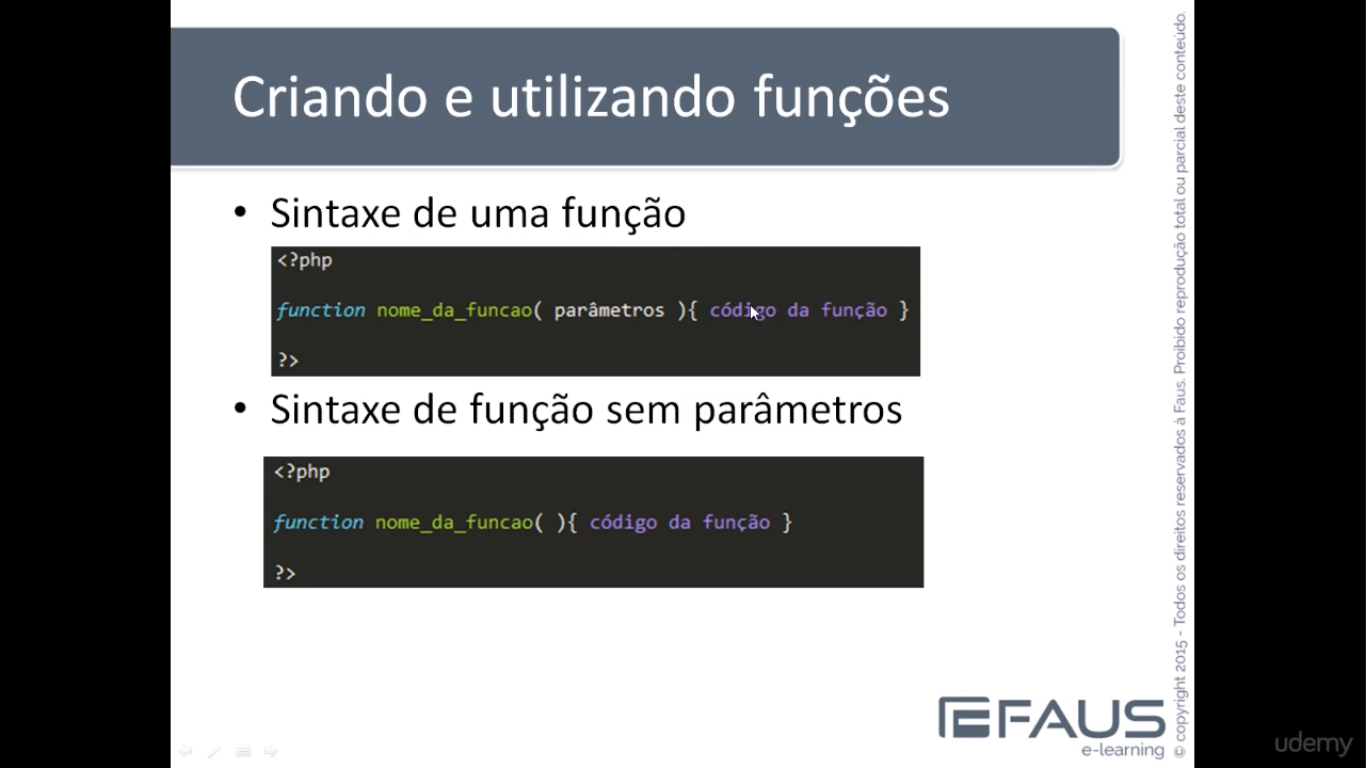 Criando e utilizando funções
• Sintaxe de uma função
<?php
function nome_da_funcao( parâmetros ){ código da função }
?>
• Sintaxe de função sem parâmetros
<?php
function nome_da_funcao( ){ código da função }
?>
FAUS
e-learning
© copyright 2015 - Todos os direitos reservados à Faus. Proibido reprodução total ou parcial deste conteúdo.
udemy